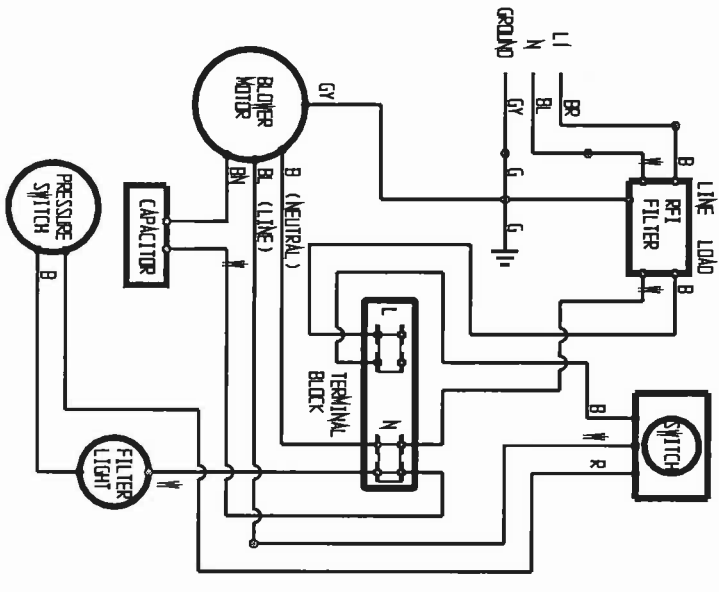 LINE LOAD
RFI
FILTER
B
W
B
W
SWITCH
B
W
R
L1
N
GROUND
BR
BL
GY
G
G
L
N
TERMINAL
BLOCK
GY
BLOWER
MOTOR
B (NEUTRAL)
BL (LINE)
BN
W
CAPACITOR
FILTER
LIGHT
W
PRESSURE
SWITCH
B